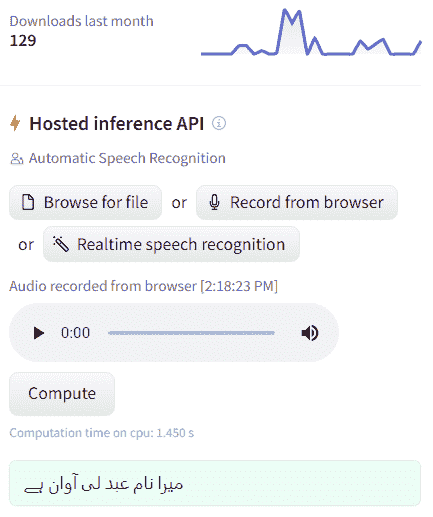 Downloads last month
129
Hosted inference API
Automatic Speech Recognition
Browse for file or Record from browser
or Realtime speech recognition
Audio recorded from browser [2:18:23 PM]
0:00
Compute
Computation time on cpu: 1.450 s
میرا نام عبد لی آوان ہے